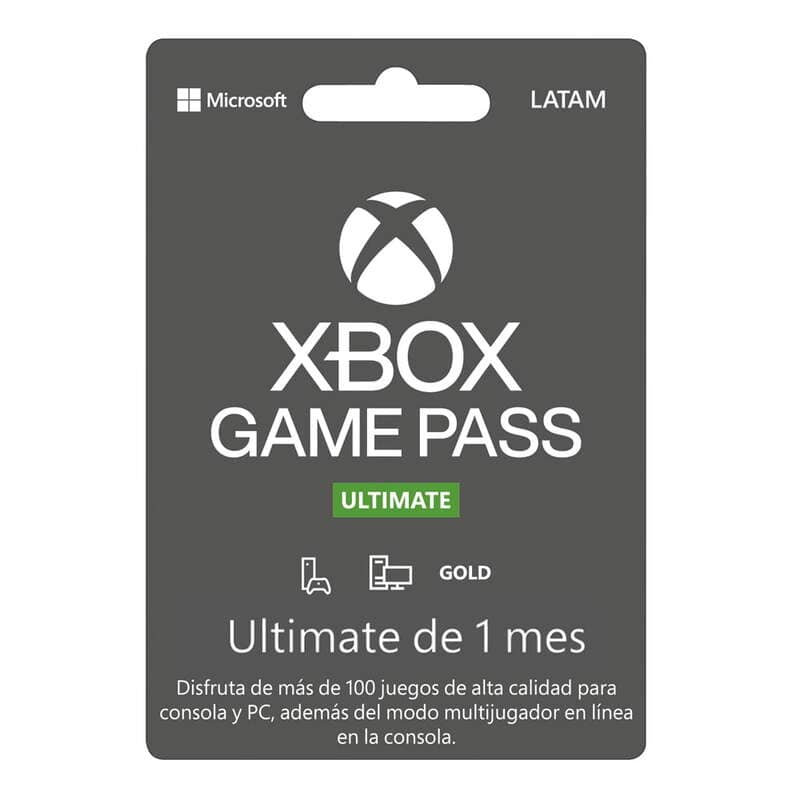 Microsoft
LATAM
XBOX
GAME PASS
ULTIMATE
GOLD
Ultimate de 1 mes
Disfruta de más de 100 juegos de alta calidad para
consola y PC, además del modo multijugador en línea
en la consola.